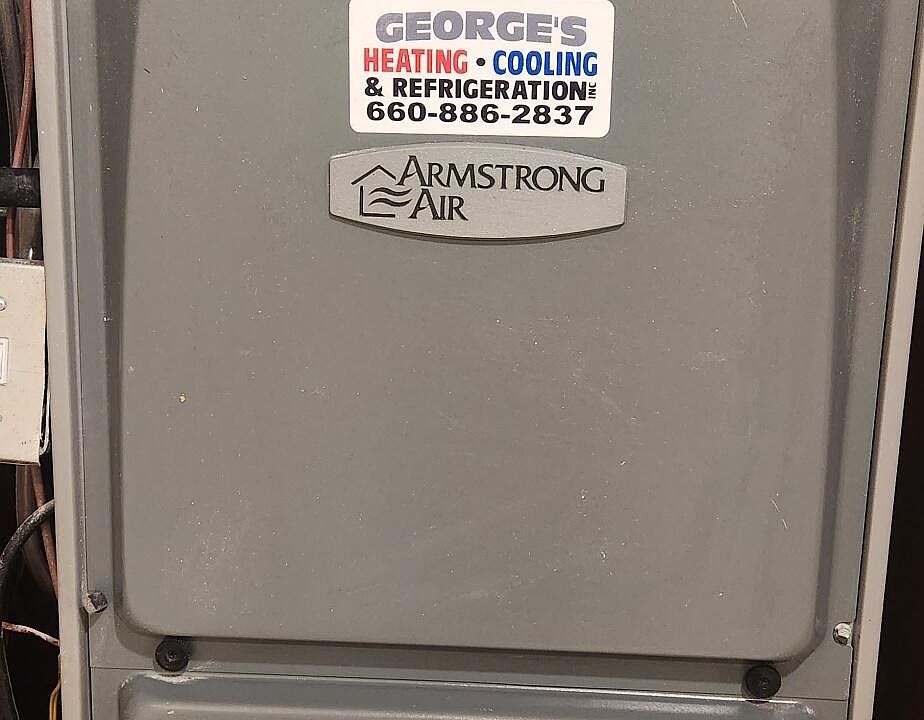 GEORGE'S
HEATING • COOLING
& REFRIGERATION INC
660-886-2837
ARMSTRONG
AIR